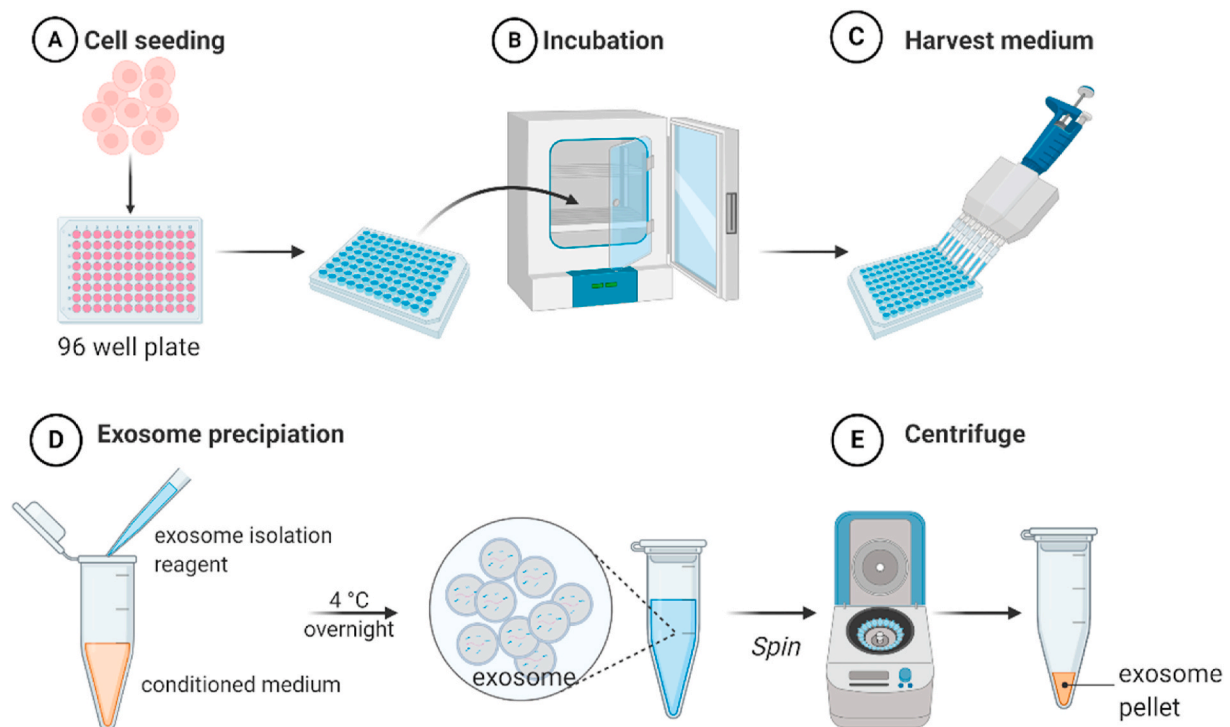 A Cell seeding
B Incubation
C Harvest medium
96 well plate
D Exosome precipiation
E Centrifuge
exosome isolation
reagent
4 °C
overnight
conditioned medium
exosome
Spin
exosome
pellet